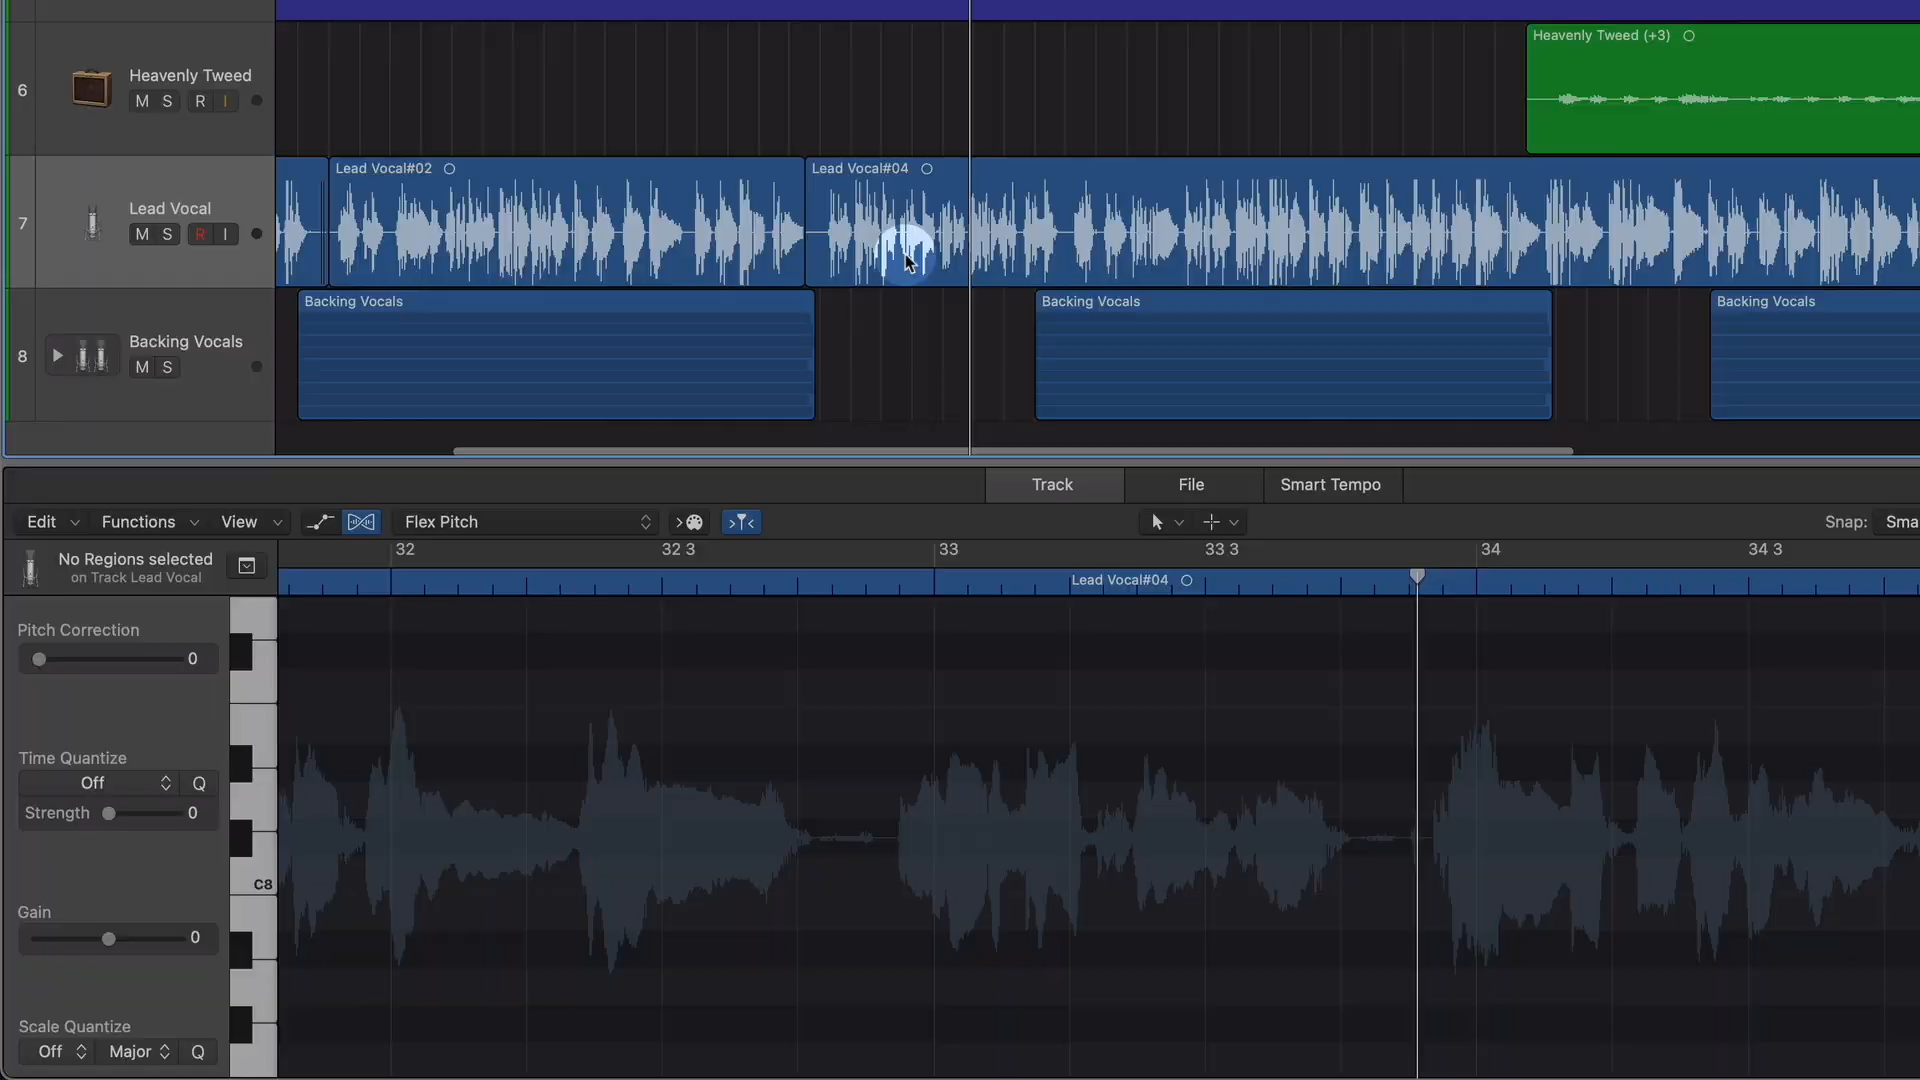 Heavenly Tweed (+3)
6
Heavenly Tweed
M S R I
Lead Vocal#02
Lead Vocal#04
7
Lead Vocal
M S R I
Backing Vocals
Backing Vocals
Backing Vocals
8
Backing Vocals
M S
Track
File
Smart Tempo
Edit
Functions
View
Flex Pitch
Snap:
Sma
No Regions selected
on Track Lead Vocal
32
32 3
33
33 3
34
34 3
Lead Vocal#04
Pitch Correction
0
Time Quantize
Off
Q
Strength
0
C8
Gain
0
Scale Quantize
Off
Major
Q